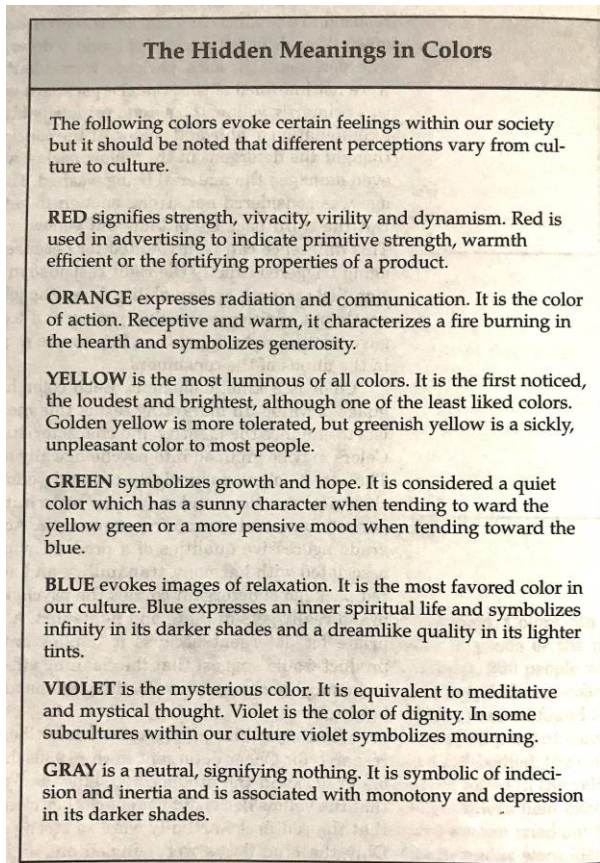 The Hidden Meanings in Colors
The following colors evoke certain feelings within our society
but it should be noted that different perceptions vary from cul-
ture to culture.
RED signifies strength, vivacity, virility and dynamism. Red is
used in advertising to indicate primitive strength, warmth
efficient or the fortifying properties of a product.
ORANGE expresses radiation and communication. It is the color
of action. Receptive and warm, it characterizes a fire burning in
the hearth and symbolizes generosity.
YELLOW is the most luminous of all colors. It is the first noticed,
the loudest and brightest, although one of the least liked colors.
Golden yellow is more tolerated, but greenish yellow is a sickly,
unpleasant color to most people.
GREEN symbolizes growth and hope. It is considered a quiet
color which has a sunny character when tending to ward the
yellow green or a more pensive mood when tending toward the
blue.
BLUE evokes images of relaxation. It is the most favored color in
our culture. Blue expresses an inner spiritual life and symbolizes
infinity in its darker shades and a dreamlike quality in its lighter
tints.
VIOLET is the mysterious color. It is equivalent to meditative
and mystical thought. Violet is the color of dignity. In some
subcultures within our culture violet symbolizes mourning.
GRAY is a neutral, signifying nothing. It is symbolic of indeci-
sion and inertia and is associated with monotony and depression
in its darker shades.